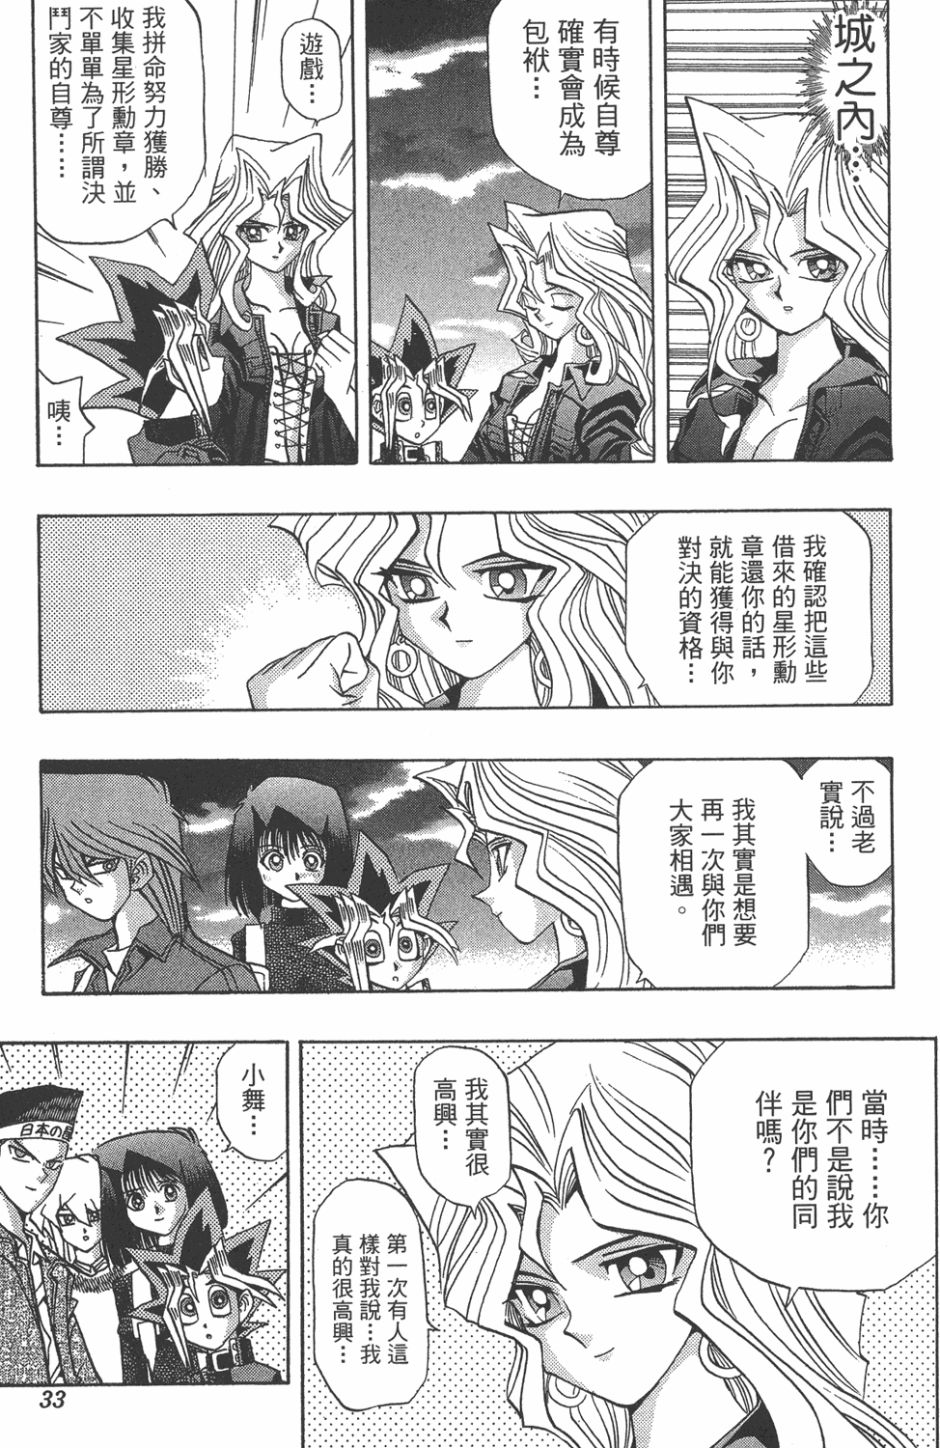 城之內…
有時候自尊
確實會成為
包袱…
遊戲…
我拼命努力獲勝、
收集星形勳章，並
不單單為了所謂決
鬥家的自尊……
咦…
我確認把這些
借來的星形勳
章還你的話，
就能獲得與你
對決的資格…
不過老
實說…
我其實是想要
再一次與你們
大家相遇。
當時……你
們不是說我
是你們的同
伴嗎？
我其實很
高興…
第一次有人這
樣對我說…我
真的很高興…
小舞…
日本の
33